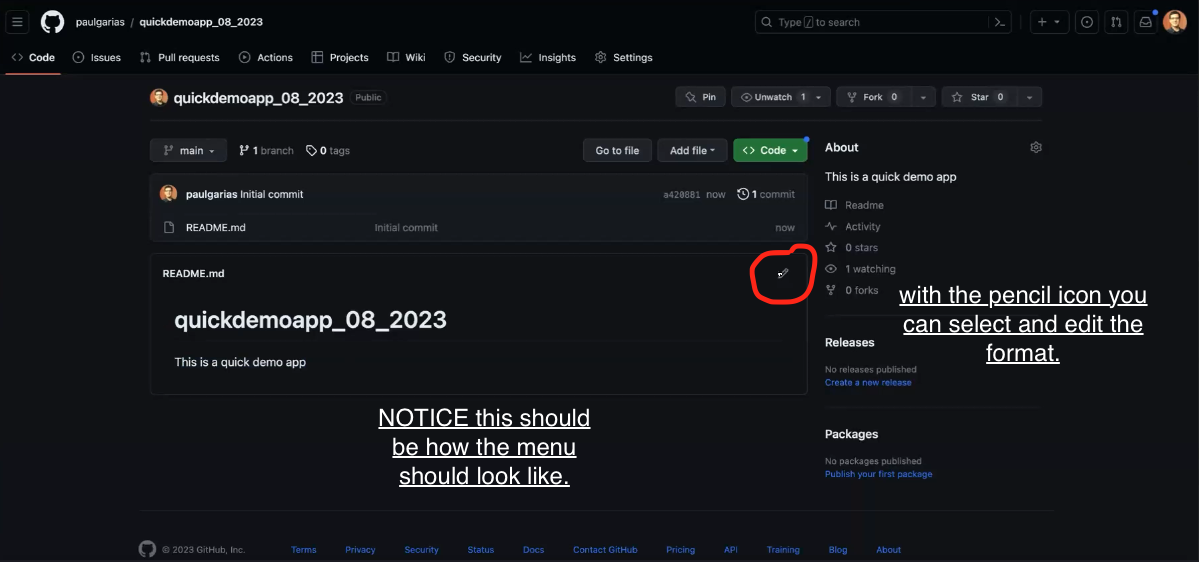 paulgarias / quickdemoapp_08_2023
Type / to search
Code Issues Pull requests Actions Projects Wiki Security Insights Settings
quickdemoapp_08_2023 Public
Pin Unwatch 1 Fork 0 Star 0
main 1 branch 0 tags
Go to file Add file Code
paulgarias Initial commit a420881 now 1 commit
README.md Initial commit now
README.md
quickdemoapp_08_2023
This is a quick demo app
NOTICE this should
be how the menu
should look like.
About
This is a quick demo app
Readme
Activity
0 stars
1 watching
0 forks
with the pencil icon you
can select and edit the
format.
Releases
No releases published
Create a new release
Packages
No packages published
Publish your first package
© 2023 GitHub, Inc. Terms Privacy Security Status Docs Contact GitHub Pricing API Training Blog About